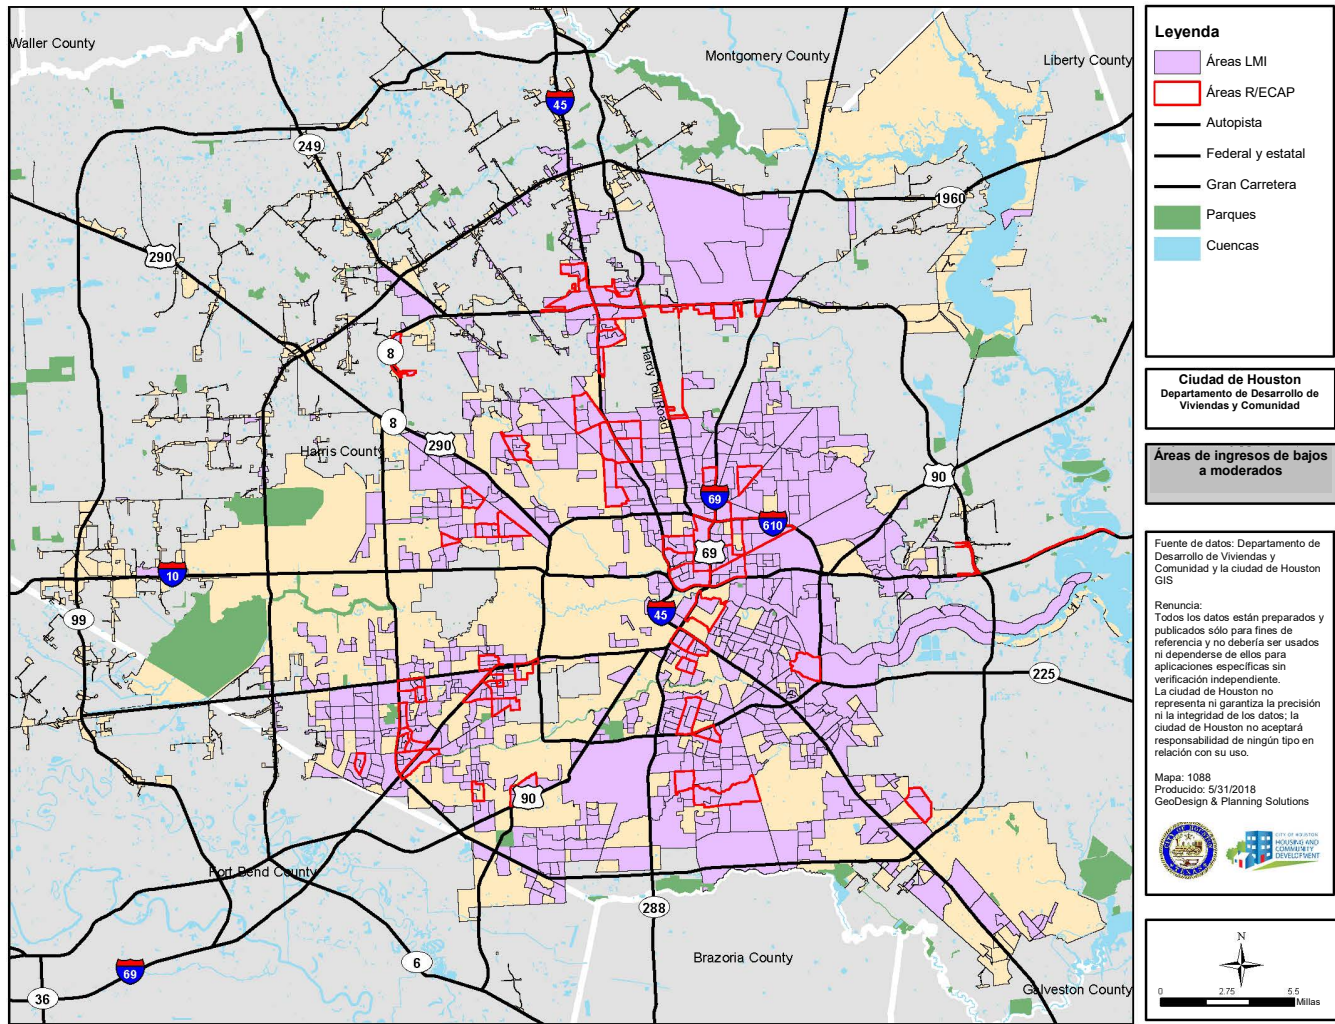 Waller County
Montgomery County
Liberty County
45
249
1960
290
8
Hardy Toll Road
8
290
Harris County
90
69
610
69
10
45
99
225
90
Fort Bend County
288
6
69
36
Brazoria County
Galveston County
Leyenda
Áreas LMI
Áreas R/ECAP
Autopista
Federal y estatal
Gran Carretera
Parques
Cuencas
Ciudad de Houston
Departamento de Desarrollo de
Viviendas y Comunidad
Áreas de ingresos de bajos
a moderados
Fuente de datos: Departamento de
Desarrollo de Viviendas y
Comunidad y la ciudad de Houston
GIS
Renuncia:
Todos los datos están preparados y
publicados sólo para fines de
referencia y no debería ser usados
ni dependerse de ellos para
aplicaciones específicas sin
verificación independiente.
La ciudad de Houston no
representa ni garantiza la precisión
ni la integridad de los datos; la
ciudad de Houston no aceptará
responsabilidad de ningún tipo en
relación con su uso.
Mapa: 1088
Producido: 5/31/2018
GeoDesign & Planning Solutions
CITY OF HOUSTON
HOUSING AND
COMMUNITY
DEVELOPMENT
N
0 2.75 5.5
Millas